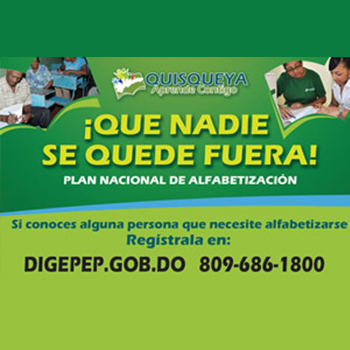 QUISQUEYA
Aprende Contigo
¡QUE NADIE
SE QUEDE FUERA!
PLAN NACIONAL DE ALFABETIZACIÓN
Si conoces alguna persona que necesite alfabetizarse
Regístrala en:
DIGEPEP.GOB.DO 809-686-1800